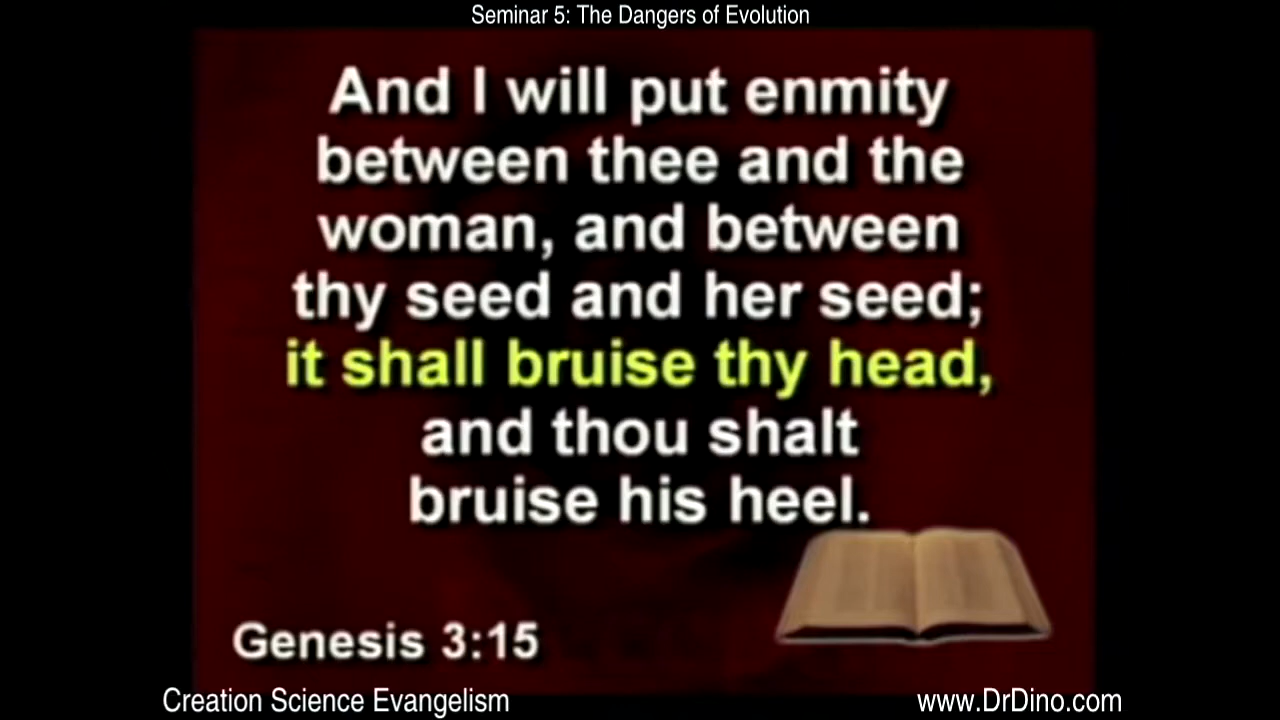 Seminar 5: The Dangers of Evolution
And I will put enmity
between thee and the
woman, and between
thy seed and her seed;
it shall bruise thy head,
and thou shalt
bruise his heel.
Genesis 3:15
Creation Science Evangelism
www.DrDino.com